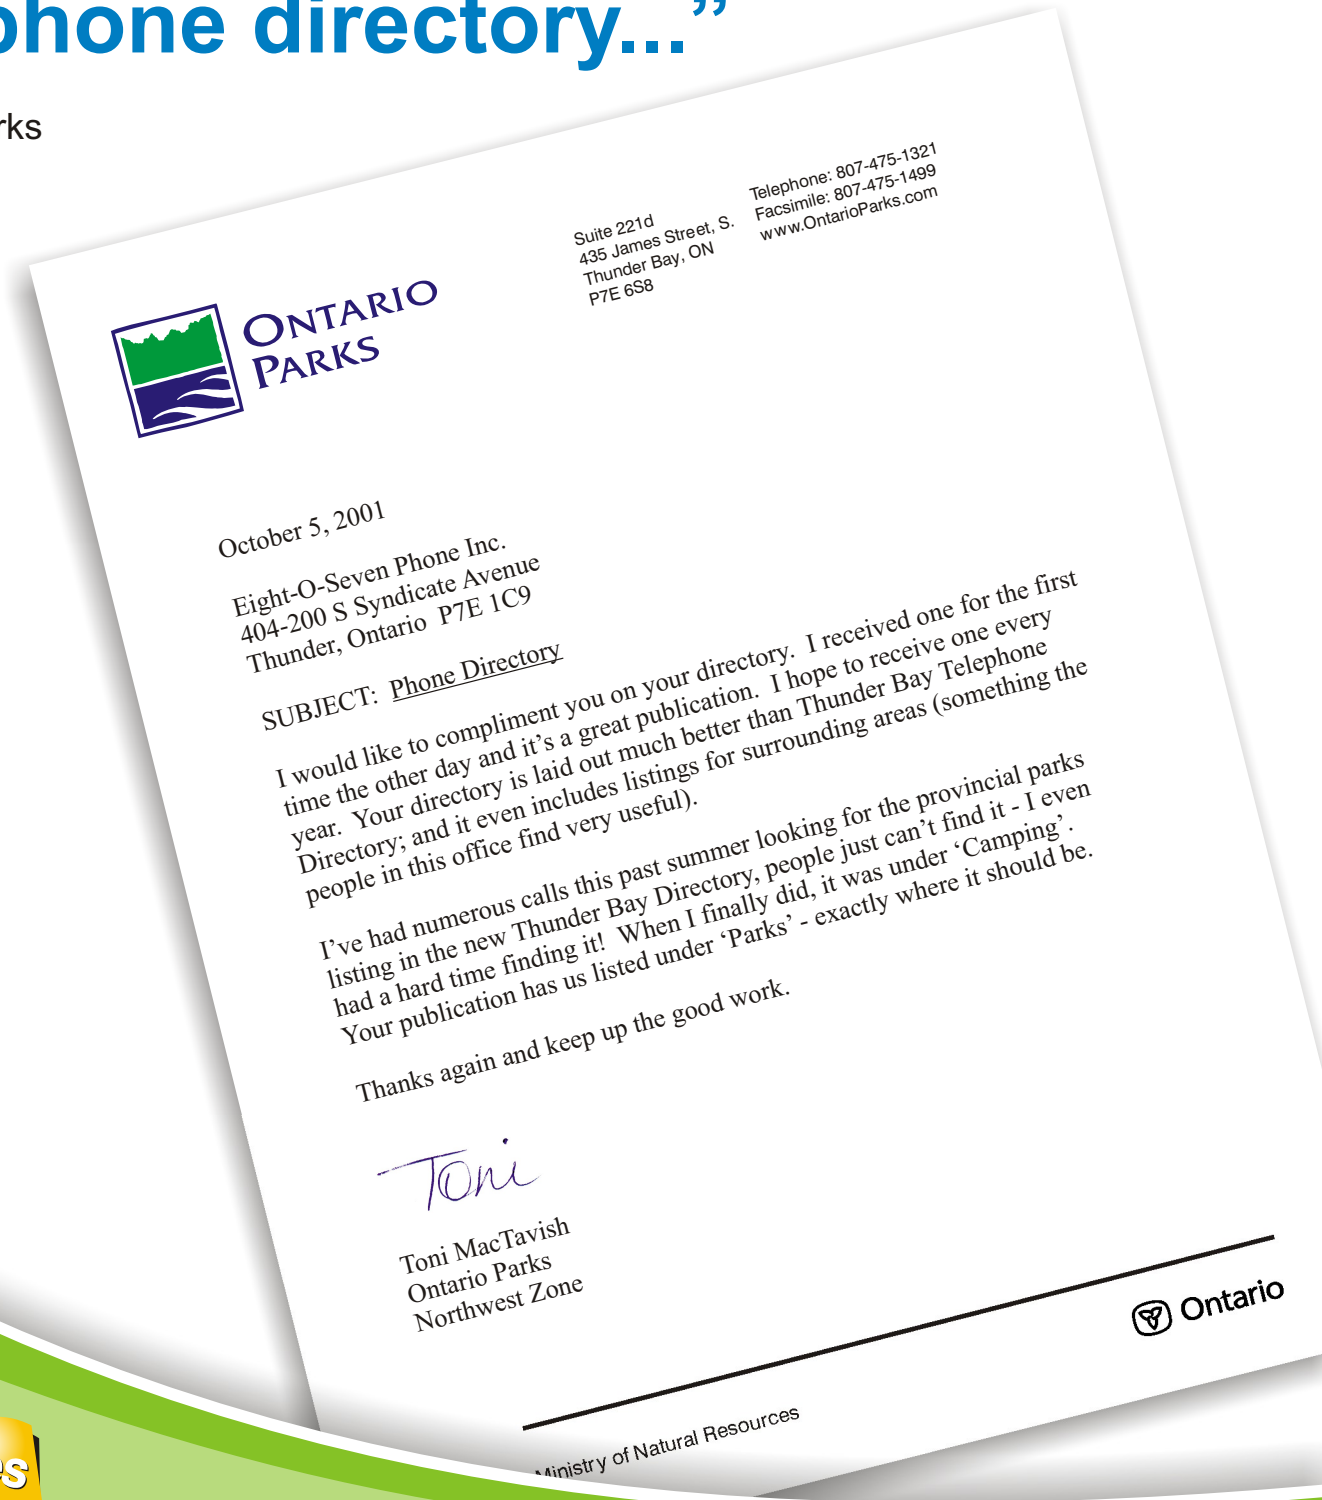 phone directory...”
Suite 221d
435 James Street, S.
Thunder Bay, ON
P7E 6S8
Telephone: 807-475-1321
Facsimile: 807-475-1499
www.OntarioParks.com
ONTARIO
PARKS
October 5, 2001
Eight-O-Seven Phone Inc.
404-200 S Syndicate Avenue
Thunder, Ontario  P7E 1C9
SUBJECT:  Phone Directory
I would like to compliment you on your directory.  I received one for the first
time the other day and it’s a great publication.  I hope to receive one every
year.  Your directory is laid out much better than Thunder Bay Telephone
Directory; and it even includes listings for surrounding areas (something the
people in this office find very useful).
I’ve had numerous calls this past summer looking for the provincial parks
listing in the new Thunder Bay Directory, people just can’t find it - I even
had a hard time finding it!  When I finally did, it was under ‘Camping’.
Your publication has us listed under ‘Parks’ - exactly where it should be.
Thanks again and keep up the good work.
Toni
Toni MacTavish
Ontario Parks
Northwest Zone
Ontario
Ministry of Natural Resources